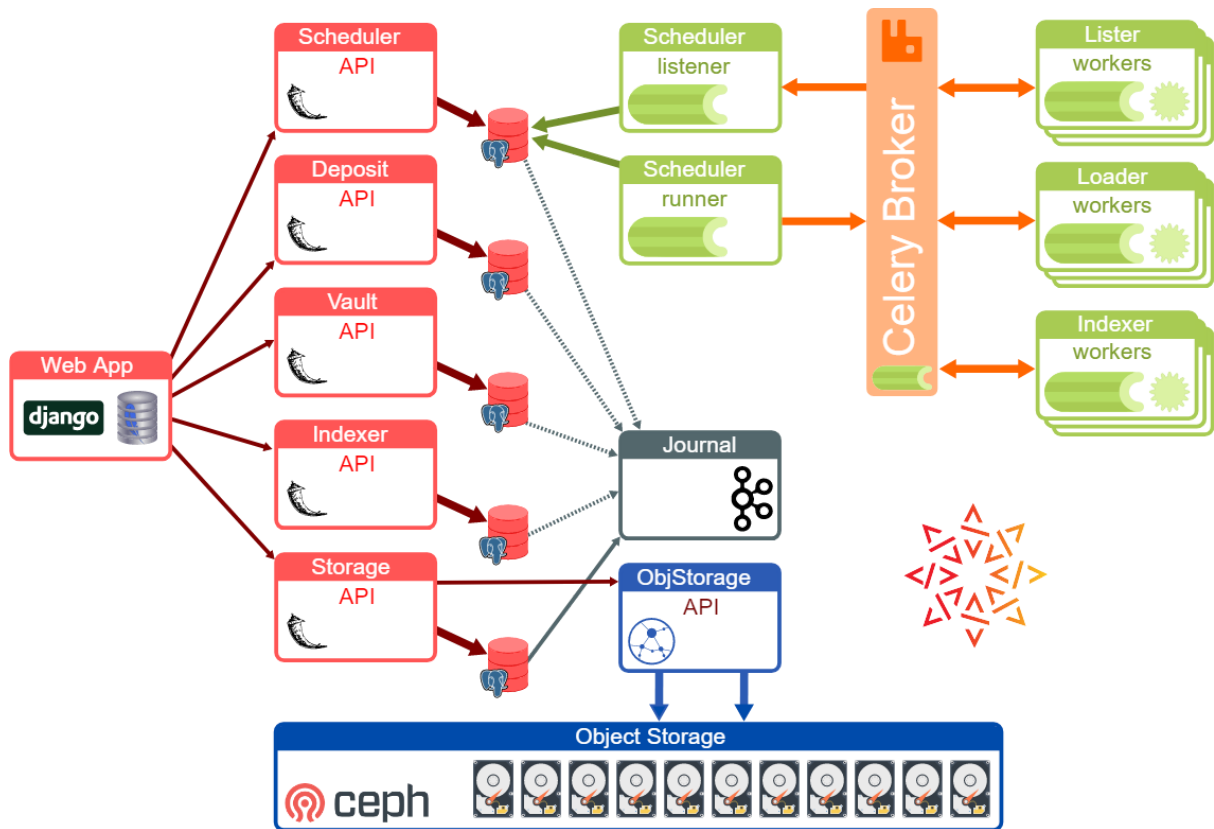 Scheduler
API
Deposit
API
Vault
API
Indexer
API
Storage
API
Web App
django
Scheduler
listener
Scheduler
runner
Celery Broker
Lister
workers
Loader
workers
Indexer
workers
Journal
ObjStorage
API
Object Storage
ceph